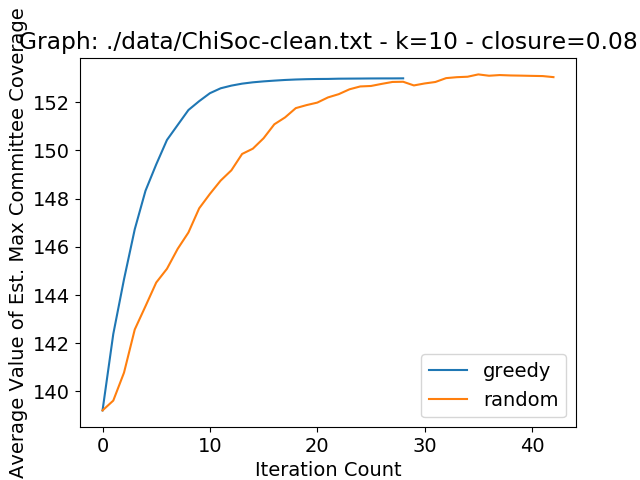 Graph: ./data/ChiSoc-clean.txt - k=10 - closure=0.08
Average Value of Est. Max Committee Coverage
152
150
148
146
144
142
140
0
10
20
30
40
Iteration Count
greedy
random